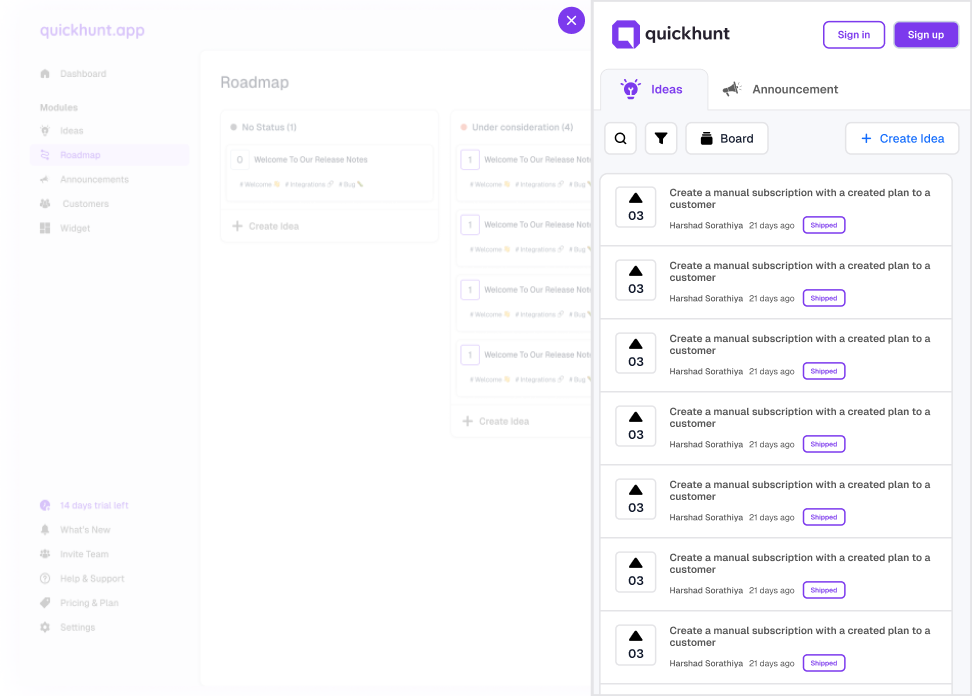 quickhunt.app
Dashboard
Modules
Ideas
Roadmap
Announcements
Customers
Widget
14 days trial left
What's New
Invite Team
Help & Support
Pricing & Plan
Settings
Roadmap
No Status (1)
0 Welcome To Our Release Notes
# Welcome 👋 # Integrations 🔗 # Bug 🐛
Create Idea
Under consideration (4)
1 Welcome To Our Release Not
# Welcome 👋 # Integrations 🔗 # Bug
1 Welcome To Our Release Not
# Welcome 👋 # Integrations 🔗 # Bug
1 Welcome To Our Release Not
# Welcome 👋 # Integrations 🔗 # Bug
1 Welcome To Our Release Not
# Welcome 👋 # Integrations 🔗 # Bug
Create Idea
quickhunt
Sign in
Sign up
Ideas
Announcement
Board
+ Create Idea
03
Create a manual subscription with a created plan to a
customer
Harshad Sorathiya 21 days ago Shipped
03
Create a manual subscription with a created plan to a
customer
Harshad Sorathiya 21 days ago Shipped
03
Create a manual subscription with a created plan to a
customer
Harshad Sorathiya 21 days ago Shipped
03
Create a manual subscription with a created plan to a
customer
Harshad Sorathiya 21 days ago Shipped
03
Create a manual subscription with a created plan to a
customer
Harshad Sorathiya 21 days ago Shipped
03
Create a manual subscription with a created plan to a
customer
Harshad Sorathiya 21 days ago Shipped
03
Create a manual subscription with a created plan to a
customer
Harshad Sorathiya 21 days ago Shipped